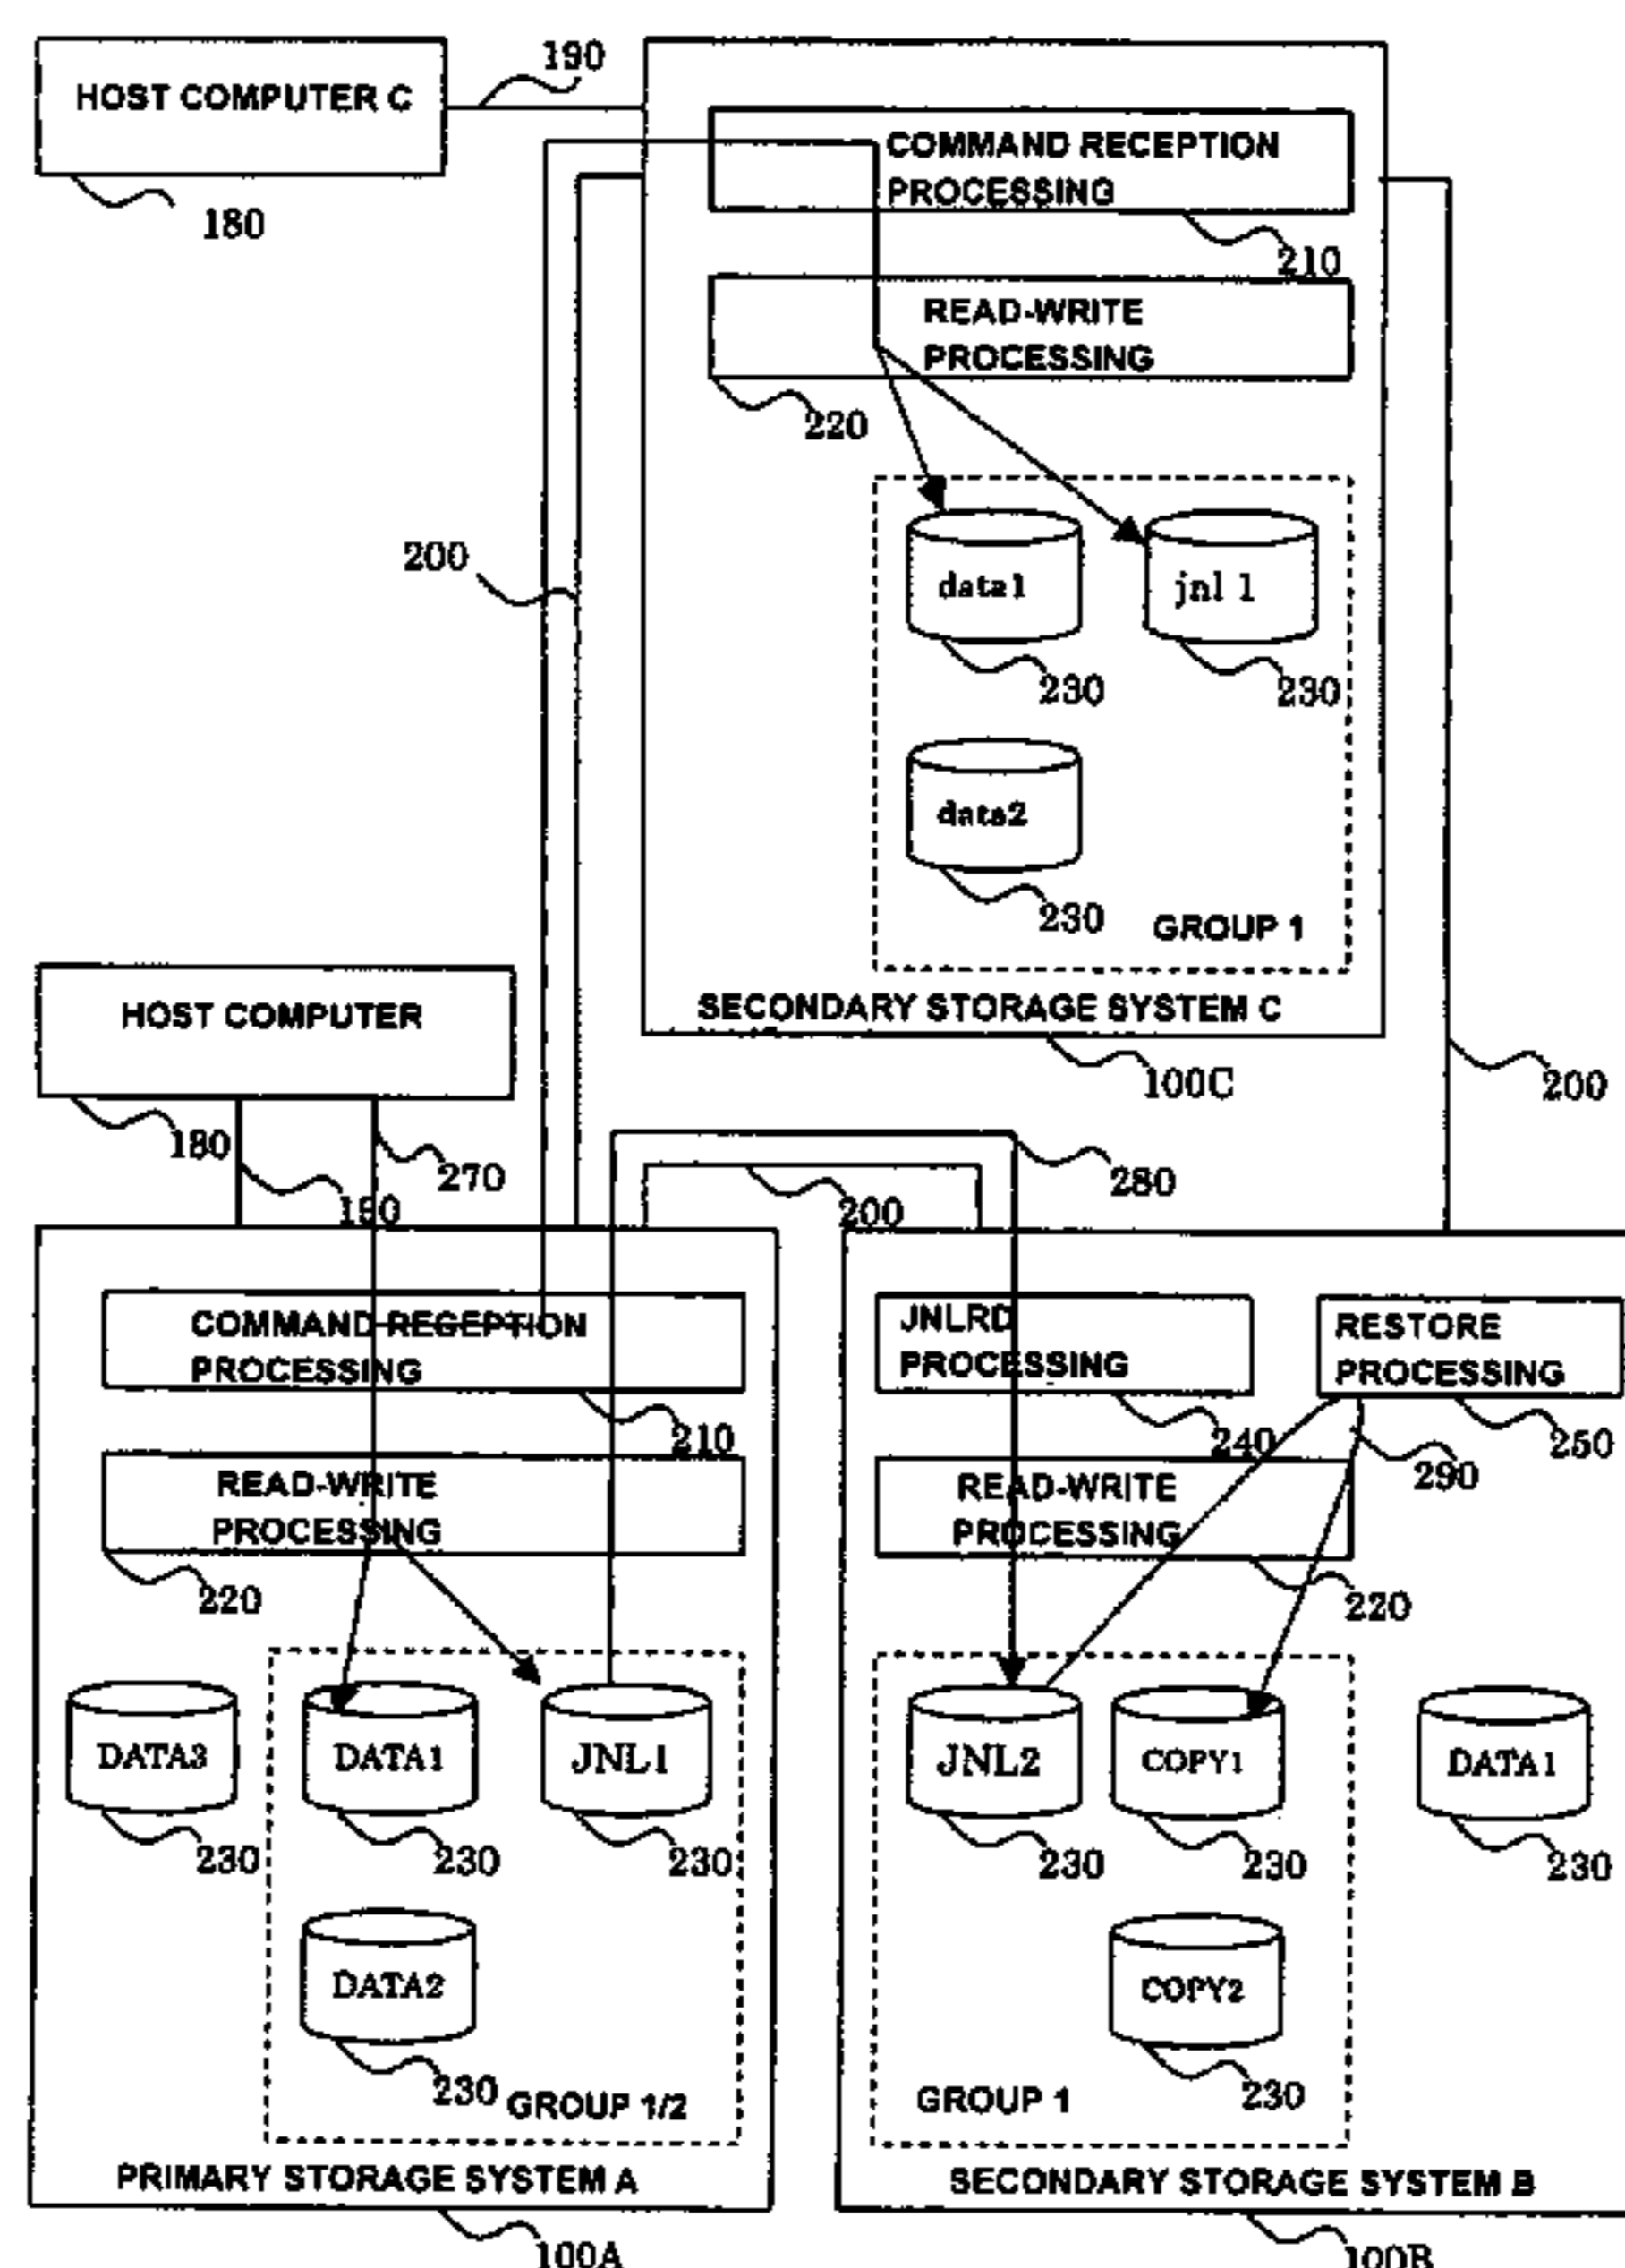 HOST COMPUTER C
190
180
COMMAND RECEPTION
PROCESSING
210
READ-WRITE
PROCESSING
220
200
data1
jnl 1
230
230
data2
230
GROUP 1
SECONDARY STORAGE SYSTEM C
100C
200
HOST COMPUTER
180
190
270
280
200
COMMAND RECEPTION
PROCESSING
210
READ-WRITE
PROCESSING
220
DATA3
DATA1
JNL1
230
230
230
DATA2
230
GROUP 1/2
PRIMARY STORAGE SYSTEM A
100A
JNLRD
PROCESSING
240
RESTORE
PROCESSING
250
290
READ-WRITE
PROCESSING
220
JNL2
COPY1
DATA1
230
230
230
COPY2
230
GROUP 1
SECONDARY STORAGE SYSTEM B
100B